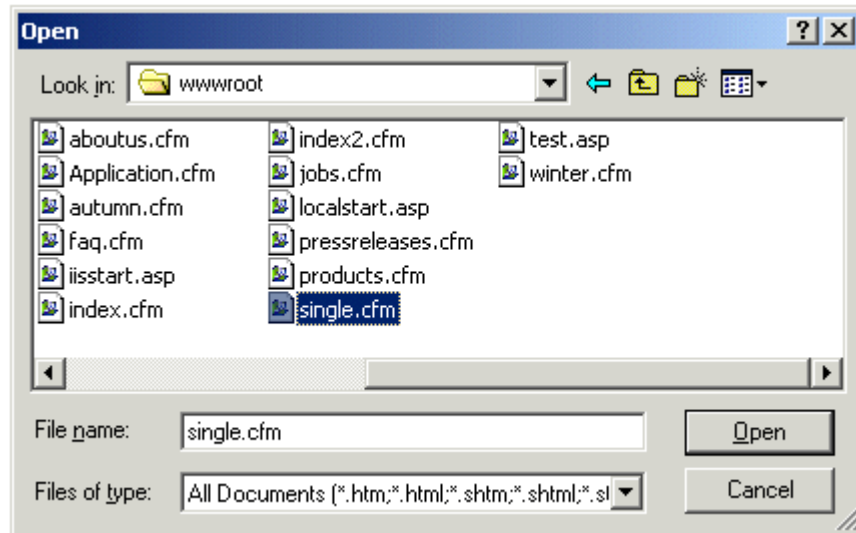 Open
Look in: wwwroot
aboutus.cfm index2.cfm test.asp
Application.cfm jobs.cfm winter.cfm
autumn.cfm localstart.asp
faq.cfm pressreleases.cfm
iisstart.asp products.cfm
index.cfm single.cfm
File name: single.cfm Open
Files of type: All Documents (*.htm;*.html;*.shtm;*.shtml;*.st Cancel